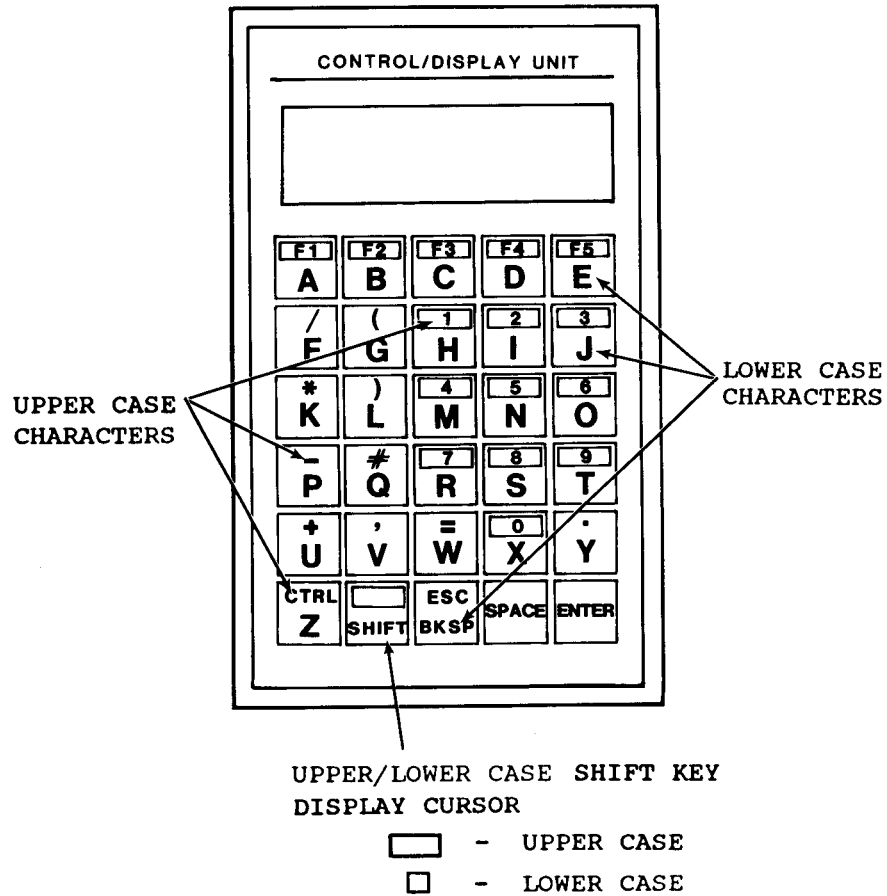 CONTROL/DISPLAY UNIT
F1 F2 F3 F4 F5
A B C D E
/ ( 1 2 3
F G H I J
* ) 4 5 6
K L M N O
- # 7 8 9
P Q R S T
+ , = 0 .
U V W X Y
CTRL ESC
Z SHIFT BKSP SPACE ENTER
UPPER CASE
CHARACTERS
LOWER CASE
CHARACTERS
UPPER/LOWER CASE SHIFT KEY
DISPLAY CURSOR
- UPPER CASE
- LOWER CASE